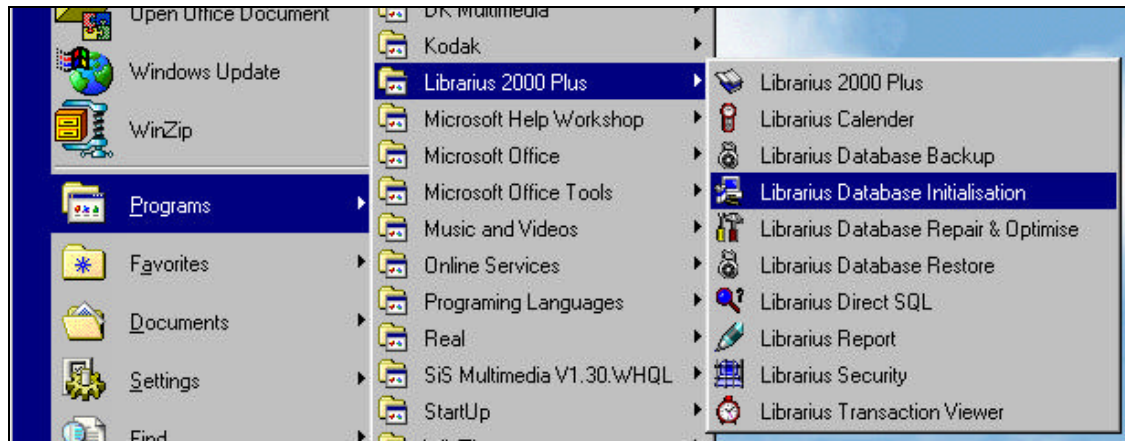 Open Office Document
Windows Update
WinZip
Programs
Favorites
Documents
Settings
Find
DK Multimedia
Kodak
Librarius 2000 Plus
Microsoft Help Workshop
Microsoft Office
Microsoft Office Tools
Music and Videos
Online Services
Programing Languages
Real
SiS Multimedia V1.30.WHQL
StartUp
Librarius 2000 Plus
Librarius Calender
Librarius Database Backup
Librarius Database Initialisation
Librarius Database Repair & Optimise
Librarius Database Restore
Librarius Direct SQL
Librarius Report
Librarius Security
Librarius Transaction Viewer